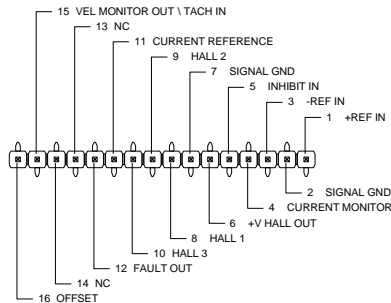 15 VEL MONITOR OUT \ TACH IN
13 NC
11 CURRENT REFERENCE
9 HALL 2
7 SIGNAL GND
5 INHIBIT IN
3 -REF IN
1 +REF IN
2 SIGNAL GND
4 CURRENT MONITOR
6 +V HALL OUT
8 HALL 1
10 HALL 3
12 FAULT OUT
14 NC
16 OFFSET